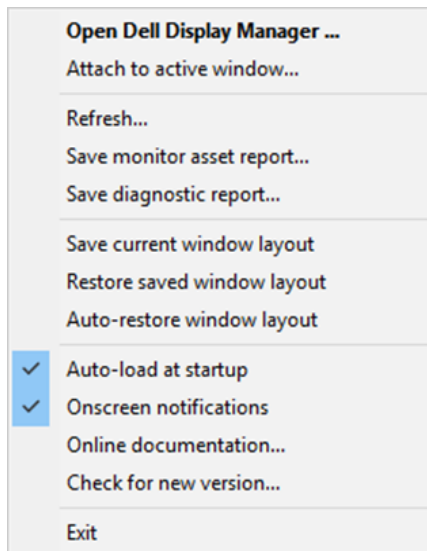 Open Dell Display Manager ...
Attach to active window...
Refresh...
Save monitor asset report...
Save diagnostic report...
Save current window layout
Restore saved window layout
Auto-restore window layout
Auto-load at startup
Onscreen notifications
Online documentation...
Check for new version...
Exit